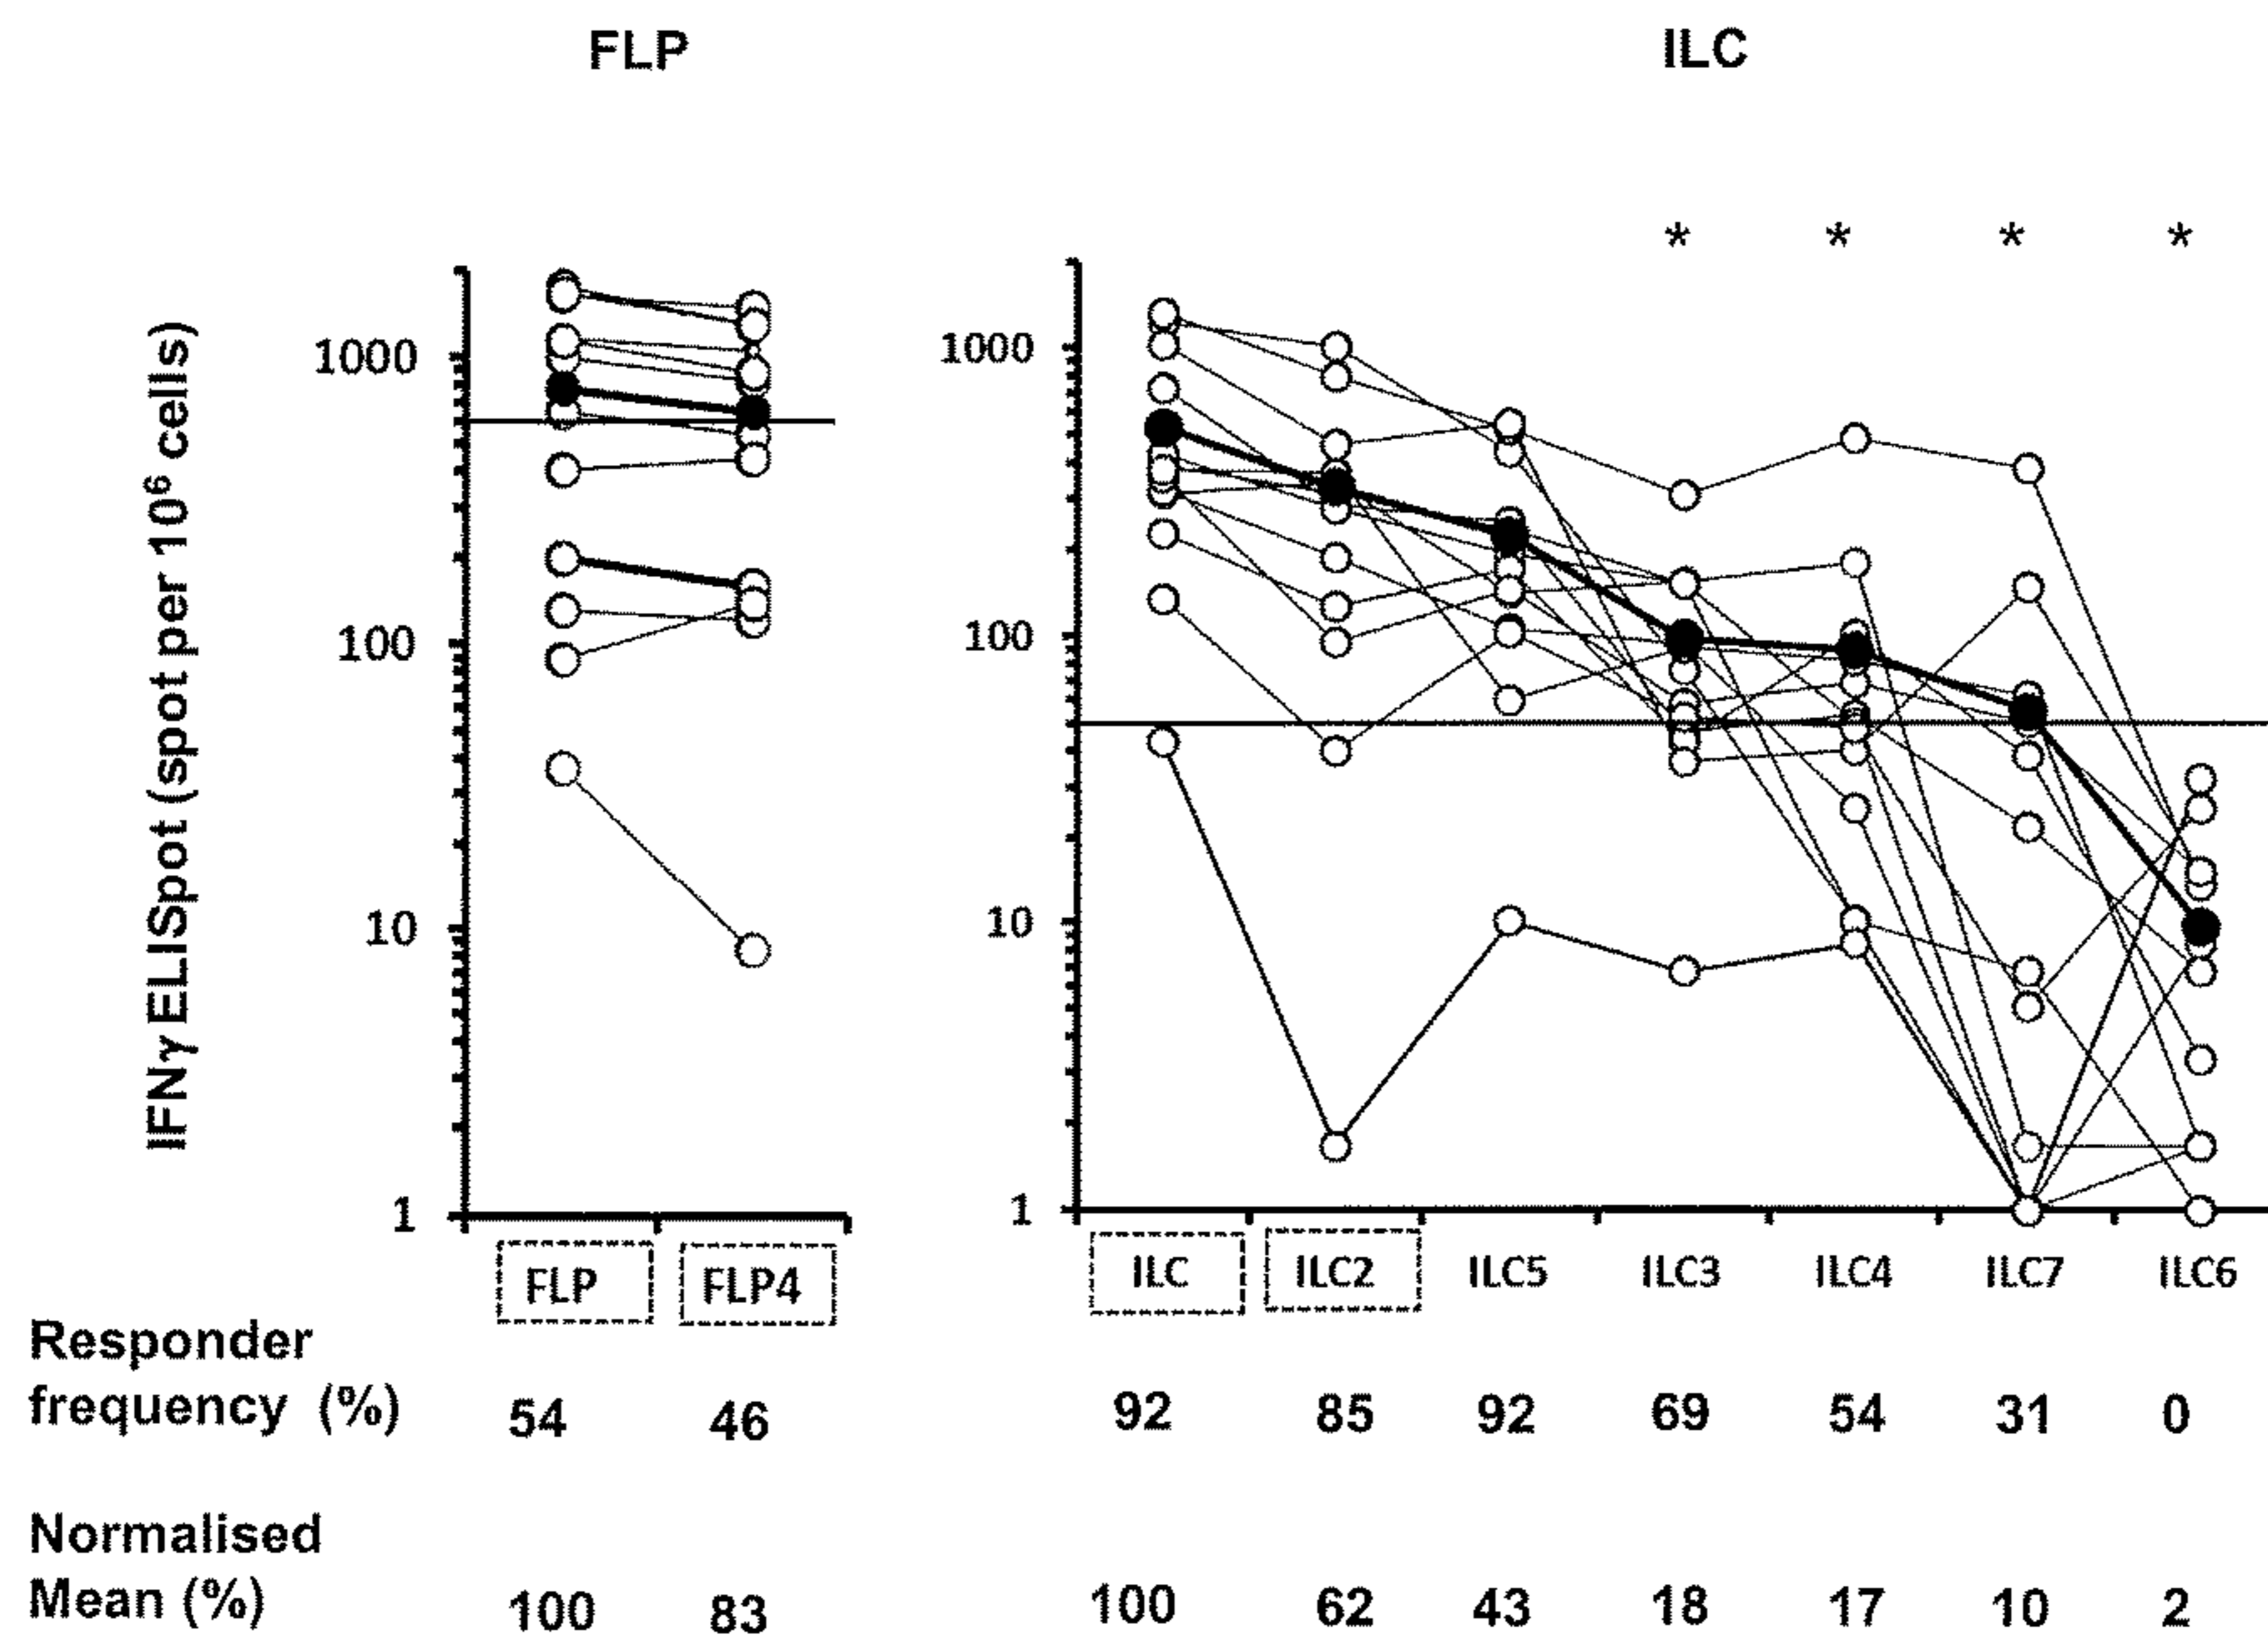 FLP ILC
* * * *
IFNγ ELISpot (spot per 10⁶ cells)
1000 1000
100 100
10 10
1 1
FLP FLP4 ILC ILC2 ILC5 ILC3 ILC4 ILC7 ILC6
Responder
frequency (%) 54 46 92 85 92 69 54 31 0
Normalised
Mean (%) 100 83 100 62 43 18 17 10 2